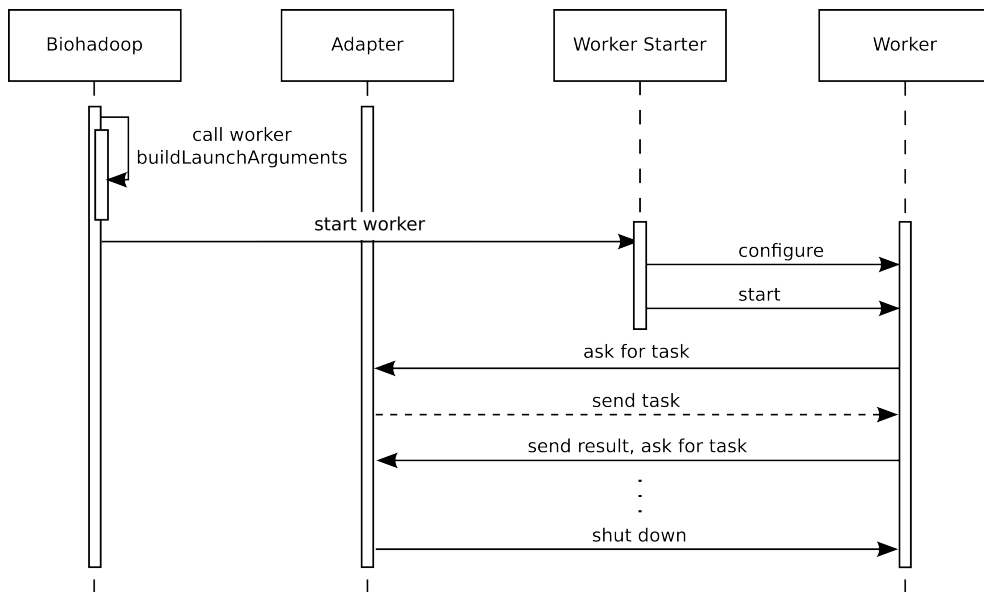 Biohadoop
Adapter
Worker Starter
Worker
call worker
buildLaunchArguments
start worker
configure
start
ask for task
send task
send result, ask for task
shut down